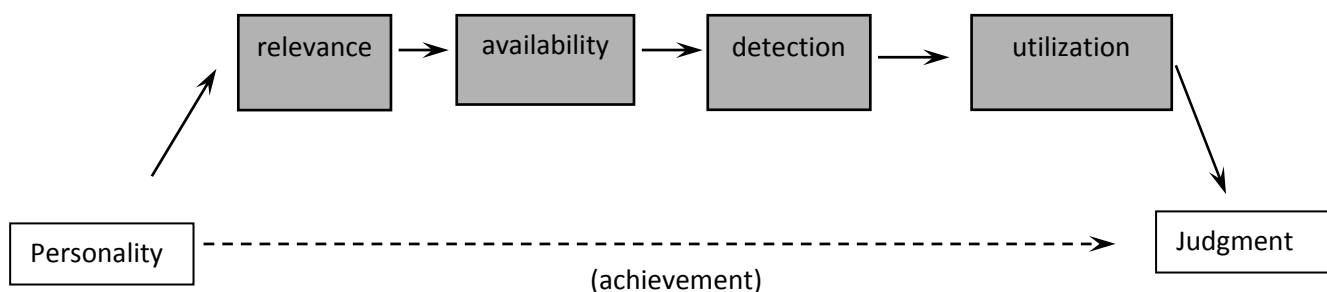 relevance
availability
detection
utilization
Personality
Judgment
(achievement)